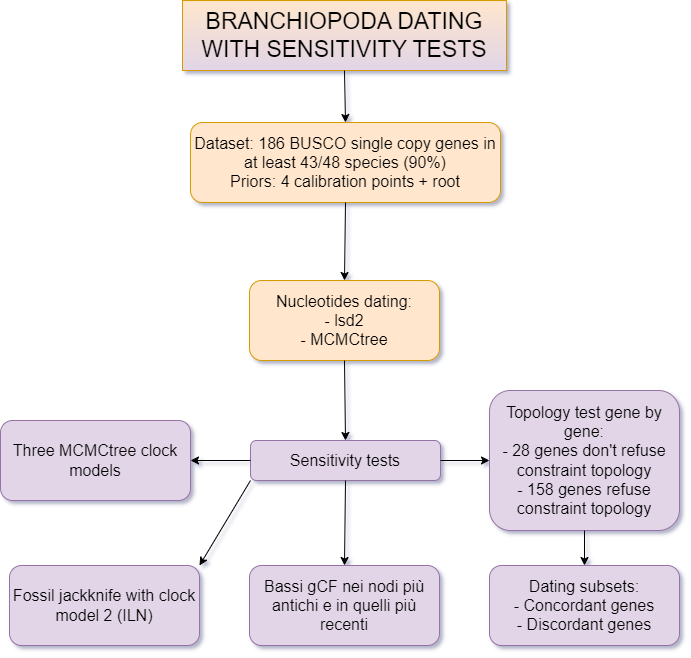 BRANCHIOPODA DATING
WITH SENSITIVITY TESTS
Dataset: 186 BUSCO single copy genes in
at least 43/48 species (90%)
Priors: 4 calibration points + root
Nucleotides dating:
- lsd2
- MCMCtree
Three MCMCtree clock
models
Sensitivity tests
Topology test gene by
gene:
- 28 genes don't refuse
constraint topology
- 158 genes refuse
constraint topology
Fossil jackknife with clock
model 2 (ILN)
Bassi gCF nei nodi più
antichi e in quelli più
recenti
Dating subsets:
- Concordant genes
- Discordant genes